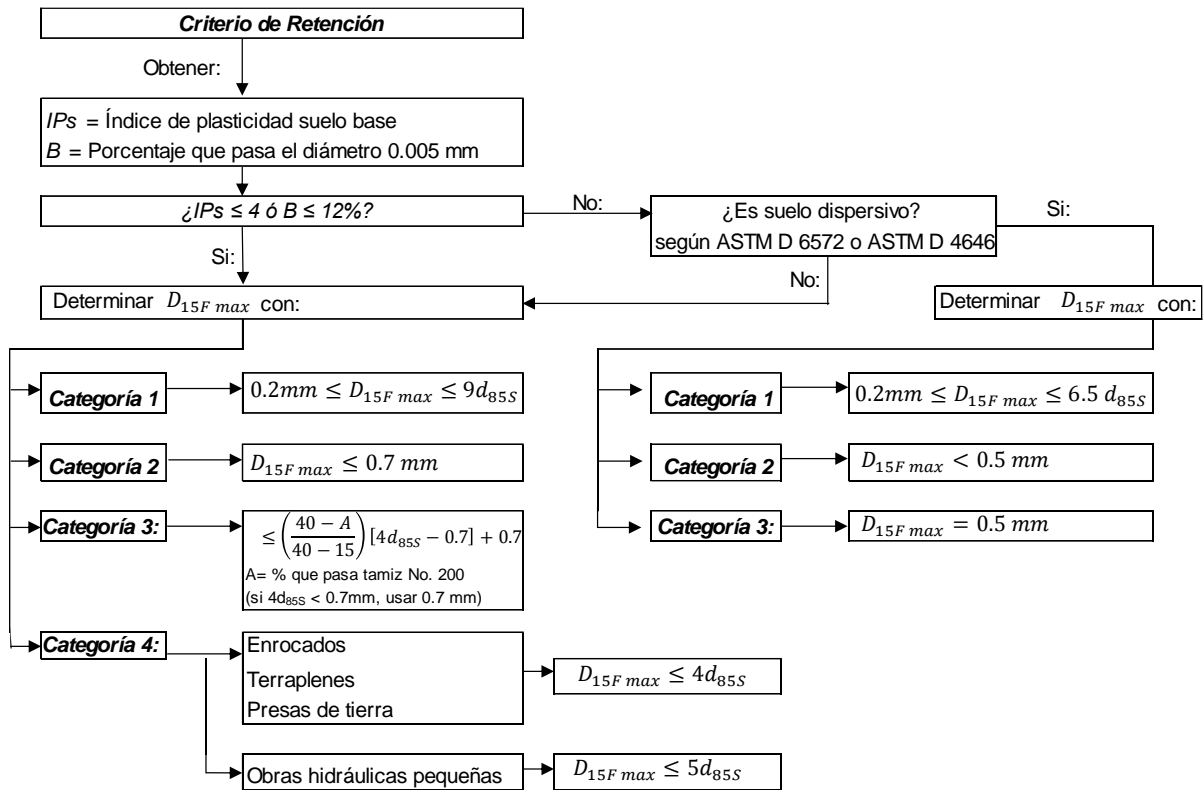 Criterio de Retención
Obtener:
IPs = Índice de plasticidad suelo base
B = Porcentaje que pasa el diámetro 0.005 mm
¿IPs ≤ 4 ó B ≤ 12%?
No:
¿Es suelo dispersivo?
según ASTM D 6572 o ASTM D 4646
Si:
Si:
No:
Determinar D15F max con:
Determinar D15F max con:
Categoría 1
0.2mm ≤ D15F max ≤ 9d85S
Categoría 1
0.2mm ≤ D15F max ≤ 6.5 d85S
Categoría 2
D15F max ≤ 0.7 mm
Categoría 2
D15F max < 0.5 mm
Categoría 3:
≤ (40 − A / 40 − 15) [4d85S − 0.7] + 0.7
A= % que pasa tamiz No. 200
(si 4d85S < 0.7mm, usar 0.7 mm)
Categoría 3:
D15F max = 0.5 mm
Categoría 4:
Enrocados
Terraplenes
Presas de tierra
D15F max ≤ 4d85S
Obras hidráulicas pequeñas
D15F max ≤ 5d85S